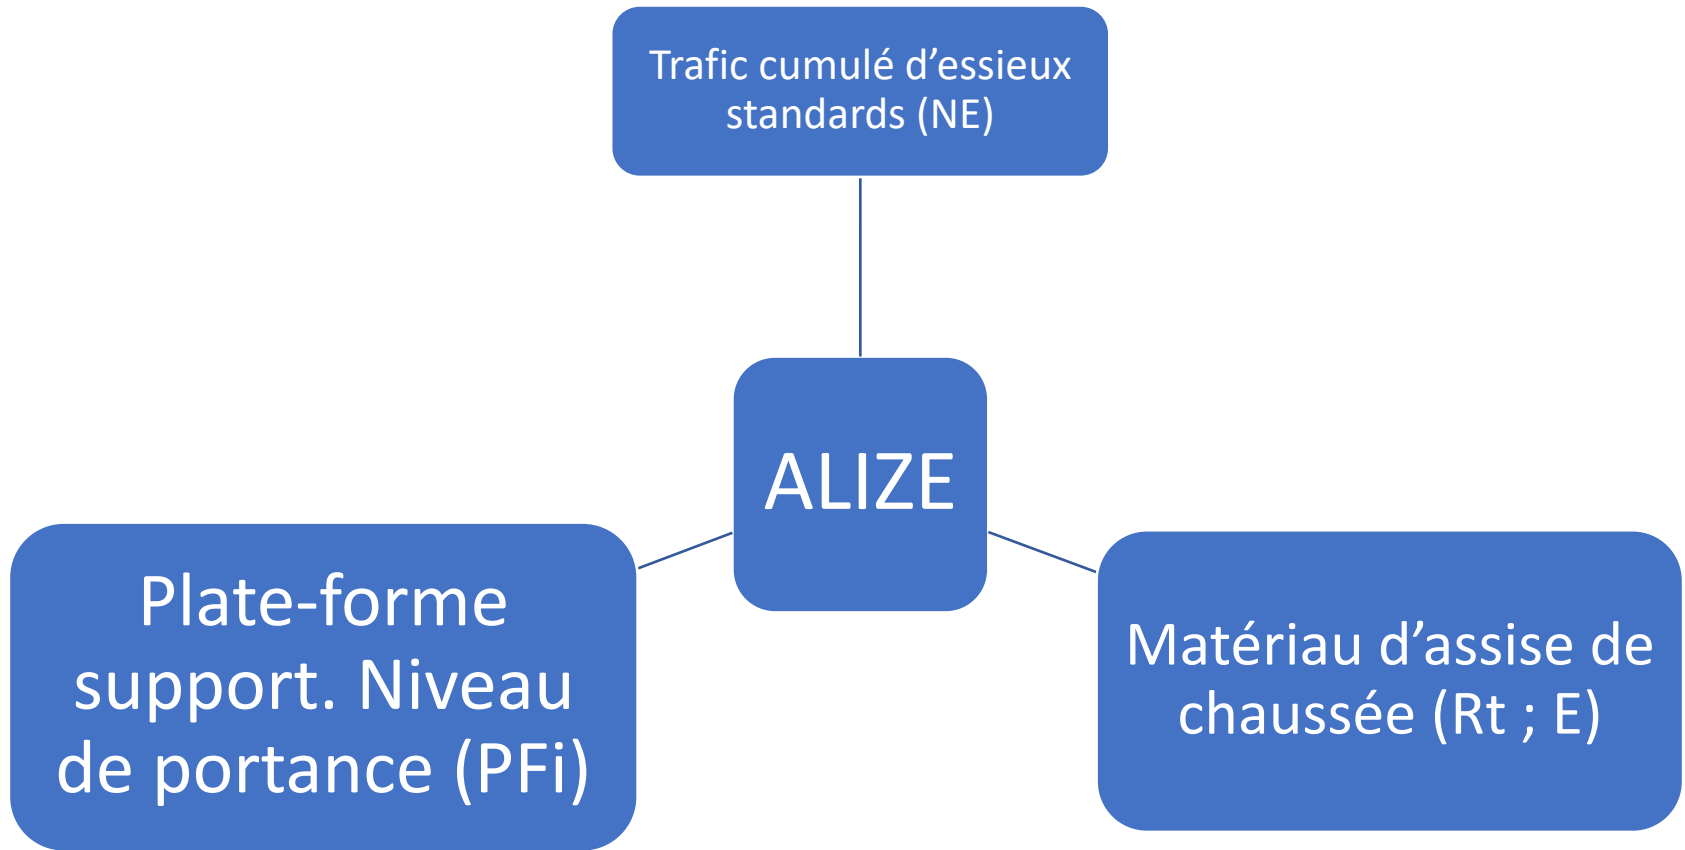 Trafic cumulé d’essieux
standards (NE)
ALIZE
Plate-forme
support. Niveau
de portance (PFi)
Matériau d’assise de
chaussée (Rt ; E)